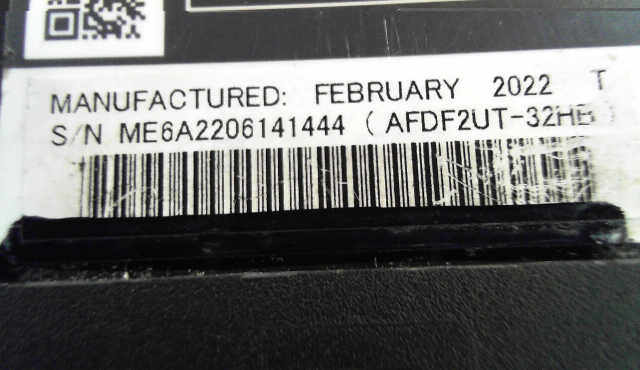 MANUFACTURED: FEBRUARY 2022 T
S/N ME6A2206141444 ( AFDF2UT-32HB )